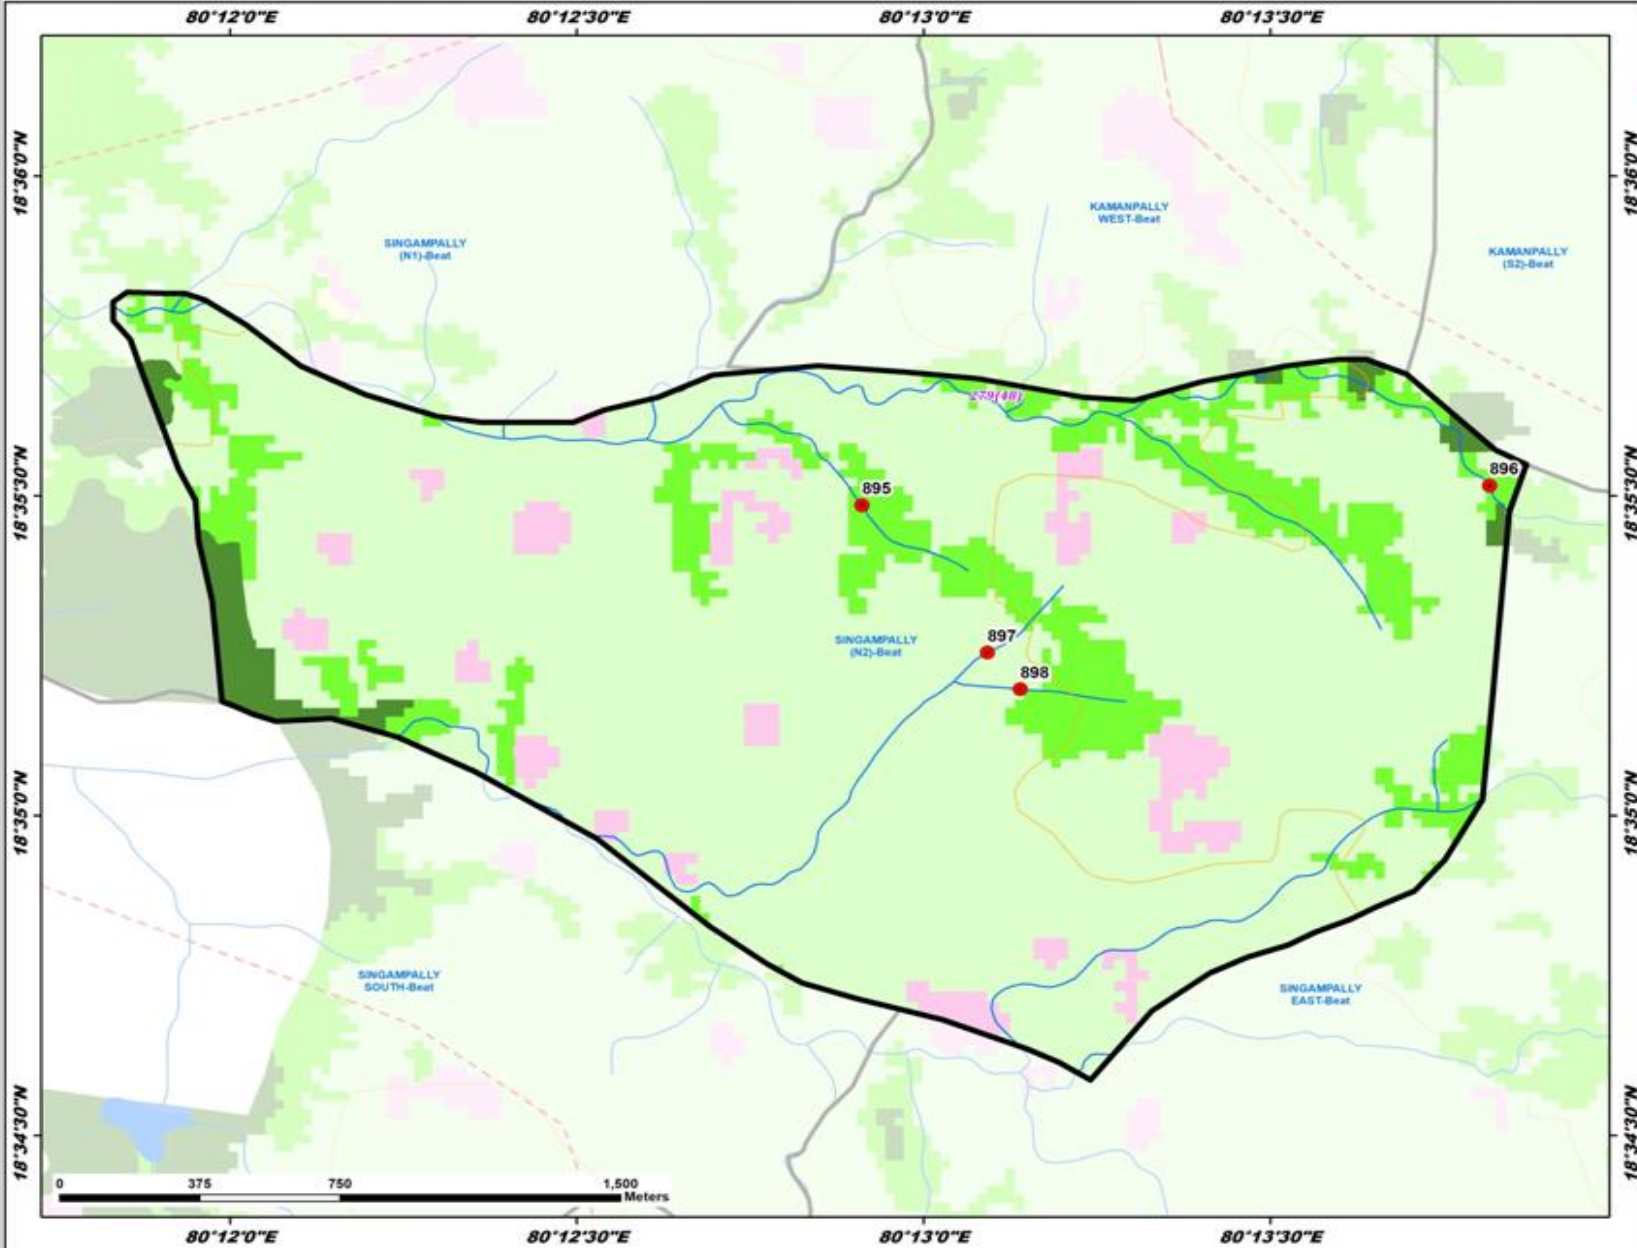 80°12'0"E 80°12'30"E 80°13'0"E 80°13'30"E
18°36'0"N 18°36'0"N
KAMANPALLY
WEST-Beat
SINGAMPALLY
(N1)-Beat
KAMANPALLY
(S2)-Beat
279(48)
896
895
18°35'30"N 18°35'30"N
SINGAMPALLY
(N2)-Beat
897
898
18°35'0"N 18°35'0"N
SINGAMPALLY
SOUTH-Beat
SINGAMPALLY
EAST-Beat
18°34'30"N 18°34'30"N
0 375 750 1,500
Meters
80°12'0"E 80°12'30"E 80°13'0"E 80°13'30"E